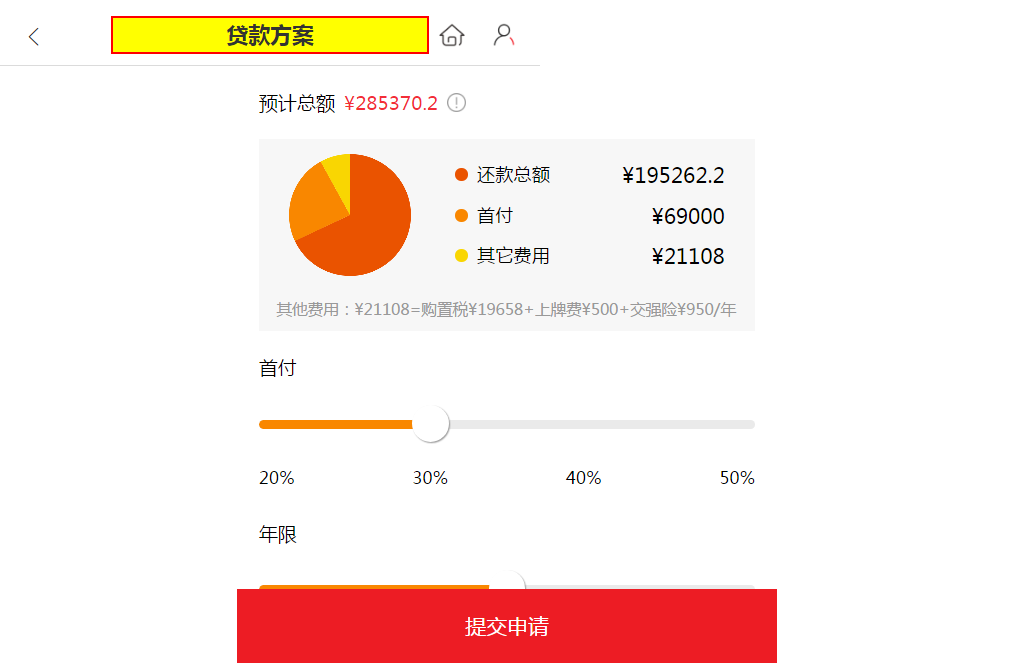 贷款方案
预计总额 ¥285370.2
还款总额 ¥195262.2
首付 ¥69000
其它费用 ¥21108
其他费用：¥21108=购置税¥19658+上牌费¥500+交强险¥950/年
首付
20% 30% 40% 50%
年限
提交申请